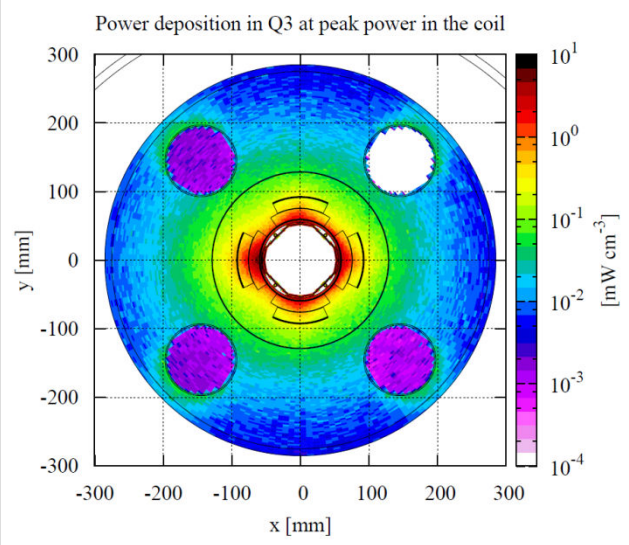 Power deposition in Q3 at peak power in the coil
300
200
100
0
-100
-200
-300
y [mm]
-300 -200 -100 0 100 200 300
x [mm]
10^1
10^0
10^-1
10^-2
10^-3
10^-4
[mW cm^-3]